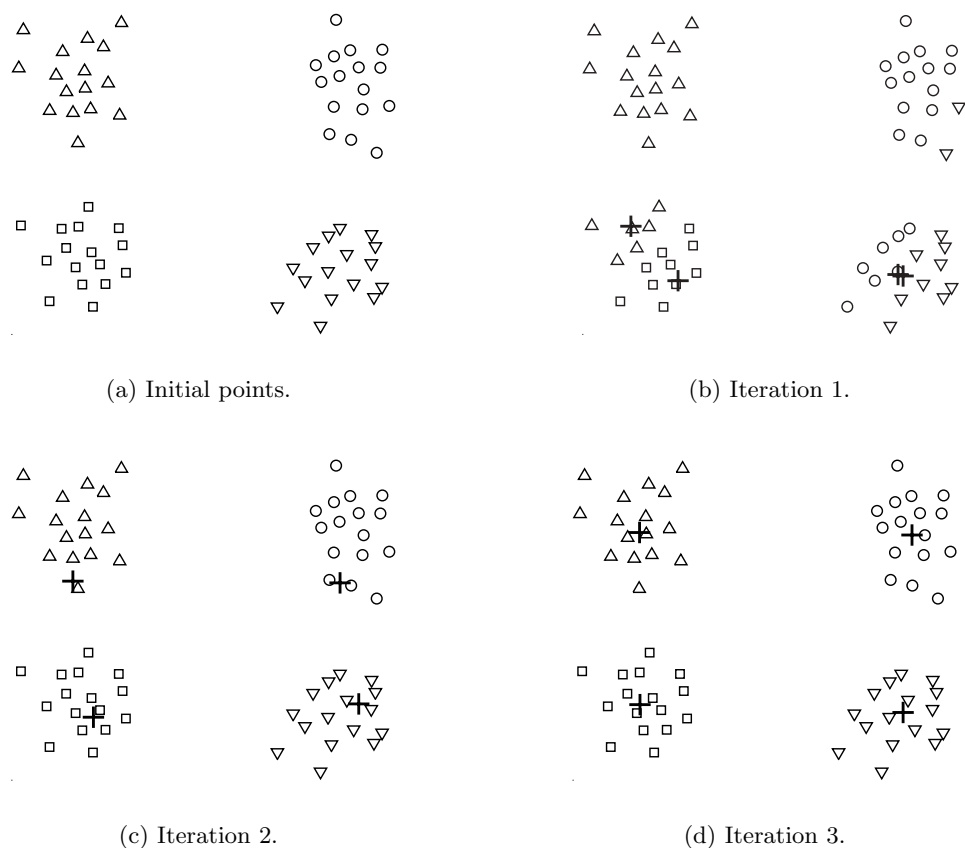 (a) Initial points.
(b) Iteration 1.
(c) Iteration 2.
(d) Iteration 3.